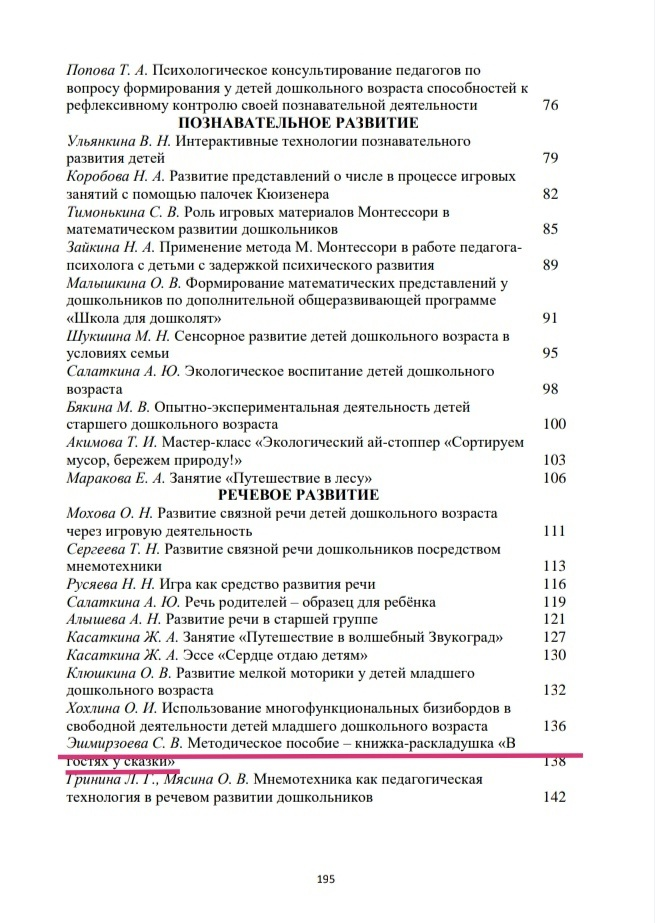 Попова Т. А. Психологическое консультирование педагогов по
вопросу формирования у детей дошкольного возраста способностей к
рефлексивному контролю своей познавательной деятельности 76
ПОЗНАВАТЕЛЬНОЕ РАЗВИТИЕ
Ульянкина В. Н. Интерактивные технологии познавательного
развития детей 79
Коробова Н. А. Развитие представлений о числе в процессе игровых
занятий с помощью палочек Кюизенера 82
Тимонькина С. В. Роль игровых материалов Монтессори в
математическом развитии дошкольников 85
Зайкина Н. А. Применение метода М. Монтессори в работе педагога-
психолога с детьми с задержкой психического развития 89
Малышкина О. В. Формирование математических представлений у
дошкольников по дополнительной общеразвивающей программе
«Школа для дошколят» 91
Шукшина М. Н. Сенсорное развитие детей дошкольного возраста в
условиях семьи 95
Салаткина А. Ю. Экологическое воспитание детей дошкольного
возраста 98
Бякина М. В. Опытно-экспериментальная деятельность детей
старшего дошкольного возраста 100
Акимова Т. И. Мастер-класс «Экологический ай-стоппер «Сортируем
мусор, бережем природу!» 103
Маракова Е. А. Занятие «Путешествие в лесу» 106
РЕЧЕВОЕ РАЗВИТИЕ
Мохова О. Н. Развитие связной речи детей дошкольного возраста
через игровую деятельность 111
Сергеева Т. Н. Развитие связной речи дошкольников посредством
мнемотехники 113
Русяева Н. Н. Игра как средство развития речи 116
Салаткина А. Ю. Речь родителей – образец для ребёнка 119
Алышева А. Н. Развитие речи в старшей группе 121
Касаткина Ж. А. Занятие «Путешествие в волшебный Звукоград» 127
Касаткина Ж. А. Эссе «Сердце отдаю детям» 130
Клюшкина О. В. Развитие мелкой моторики у детей младшего
дошкольного возраста 132
Хохлина О. И. Использование многофункциональных бизибордов в
свободной деятельности детей младшего дошкольного возраста 136
Эшмирзоева С. В. Методическое пособие – книжка-раскладушка «В
гостях у сказки» 138
Гринина Л. Г., Мясина О. В. Мнемотехника как педагогическая
технология в речевом развитии дошкольников 142
195